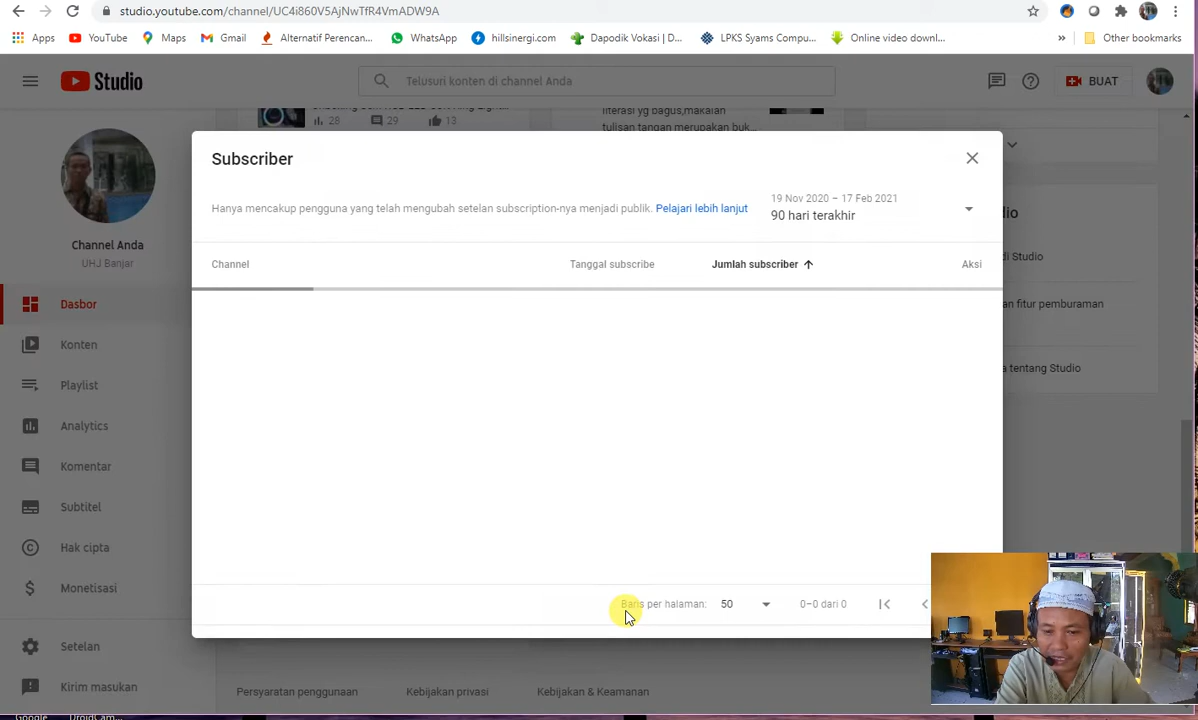 studio.youtube.com/channel/UC4i860V5AjNwTfR4VmADW9A
Apps YouTube Maps Gmail Alternatif Perencan... WhatsApp hillsinergi.com Dapodik Vokasi | D... LPKS Syams Compu... Online video downl... » Other bookmarks
Studio
Telusuri konten di channel Anda
BUAT
28 29 13
literasi yg bagus,makalan
tulisan tangan merupakan buk...
Subscriber
Hanya mencakup pengguna yang telah mengubah setelan subscription-nya menjadi publik. Pelajari lebih lanjut
19 Nov 2020 – 17 Feb 2021
90 hari terakhir
Channel Tanggal subscribe Jumlah subscriber Aksi
Channel Anda
UHJ Banjar
Dasbor
Konten
Playlist
Analytics
Komentar
Subtitel
Hak cipta
Monetisasi
Setelan
Kirim masukan
dio
di Studio
an fitur pemburaman
a tentang Studio
Baris per halaman: 50 0–0 dari 0
Persyaratan penggunaan Kebijakan privasi Kebijakan & Keamanan
Google DroidCam...